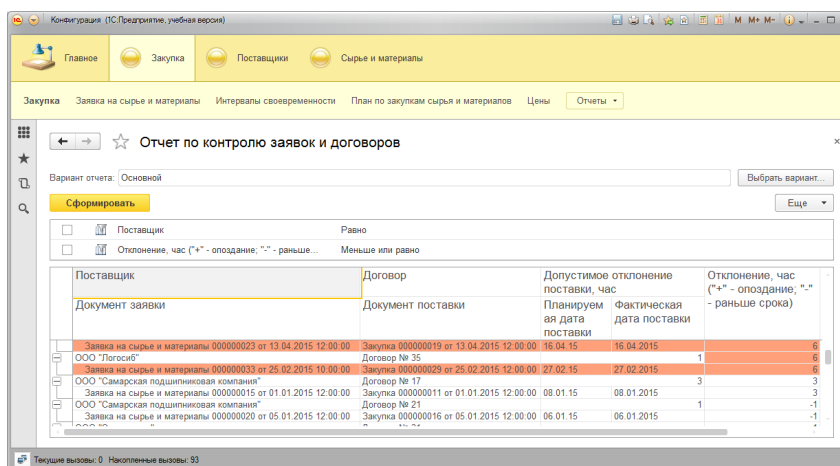 Конфигурация (1С:Предприятие, учебная версия)
M M+ M-
Главное Закупка Поставщики Сырье и материалы
Закупка Заявка на сырье и материалы Интервалы своевременности План по закупкам сырья и материалов Цены Отчеты
Отчет по контролю заявок и договоров
Вариант отчета: Основной Выбрать вариант...
Сформировать Еще
Поставщик Равно
Отклонение, час ("+" - опоздание; "-" - раньше... Меньше или равно
Поставщик Договор Допустимое отклонение Отклонение, час
поставки, час ("+" - опоздание; "-"
Документ заявки Документ поставки Планируем Фактическая - раньше срока)
ая дата дата поставки
поставки
Заявка на сырье и материалы 000000023 от 13.04.2015 12:00:00 Закупка 000000019 от 13.04.2015 12:00:00 16.04.15 16.04.2015 6
ООО "Логосиб" Договор № 35 1 6
Заявка на сырье и материалы 000000033 от 25.02.2015 10:00:00 Закупка 000000029 от 25.02.2015 12:00:00 27.02.15 27.02.2015 6
ООО "Самарская подшипниковая компания" Договор № 17 3 3
Заявка на сырье и материалы 000000015 от 01.01.2015 12:00:00 Закупка 000000011 от 01.01.2015 12:00:00 08.01.15 08.01.2015 3
ООО "Самарская подшипниковая компания" Договор № 21 1 -1
Заявка на сырье и материалы 000000020 от 05.01.2015 12:00:00 Закупка 000000016 от 05.01.2015 12:00:00 06.01.15 06.01.2015 -1
Текущие вызовы: 0 Накопленные вызовы: 93